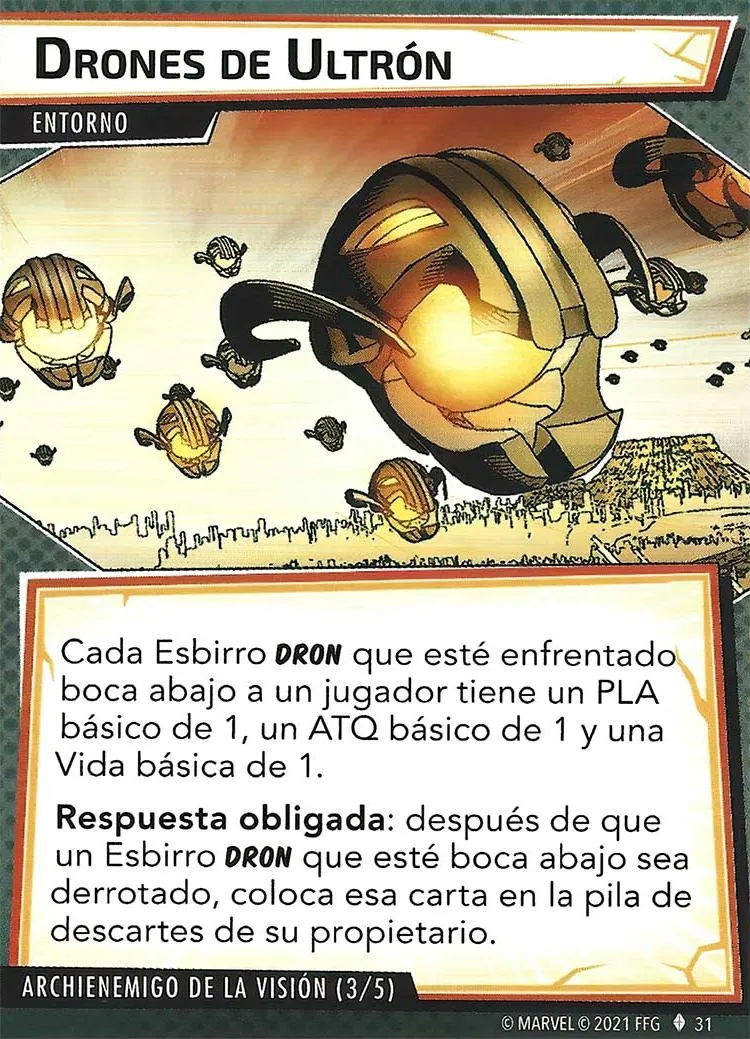 DRONES DE ULTRÓN
ENTORNO
Cada Esbirro DRON que esté enfrentado
boca abajo a un jugador tiene un PLA
básico de 1, un ATQ básico de 1 y una
Vida básica de 1.
Respuesta obligada: después de que
un Esbirro DRON que esté boca abajo sea
derrotado, coloca esa carta en la pila de
descartes de su propietario.
ARCHIENEMIGO DE LA VISIÓN (3/5)
© MARVEL © 2021 FFG 31